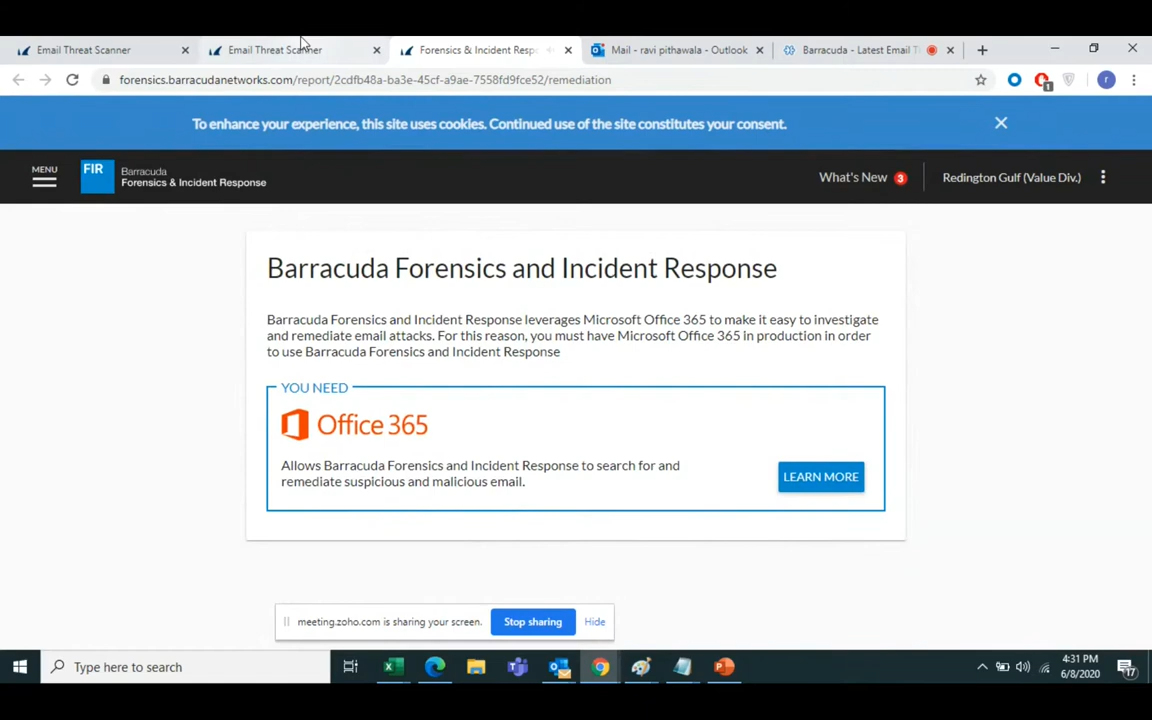 Email Threat Scanner
Email Threat Scanner
Forensics & Incident Resp
Mail - ravi pithawala - Outlook
Barracuda - Latest Email T
forensics.barracudanetworks.com/report/2cdfb48a-ba3e-45cf-a9ae-7558fd9fce52/remediation
1
r
To enhance your experience, this site uses cookies. Continued use of the site constitutes your consent.
MENU
FIR
Barracuda
Forensics & Incident Response
What's New 3
Redington Gulf (Value Div.)
Barracuda Forensics and Incident Response
Barracuda Forensics and Incident Response leverages Microsoft Office 365 to make it easy to investigate
and remediate email attacks. For this reason, you must have Microsoft Office 365 in production in order
to use Barracuda Forensics and Incident Response
YOU NEED
Office 365
Allows Barracuda Forensics and Incident Response to search for and
remediate suspicious and malicious email.
LEARN MORE
meeting.zoho.com is sharing your screen.
Stop sharing
Hide
Type here to search
4:31 PM
6/8/2020
17